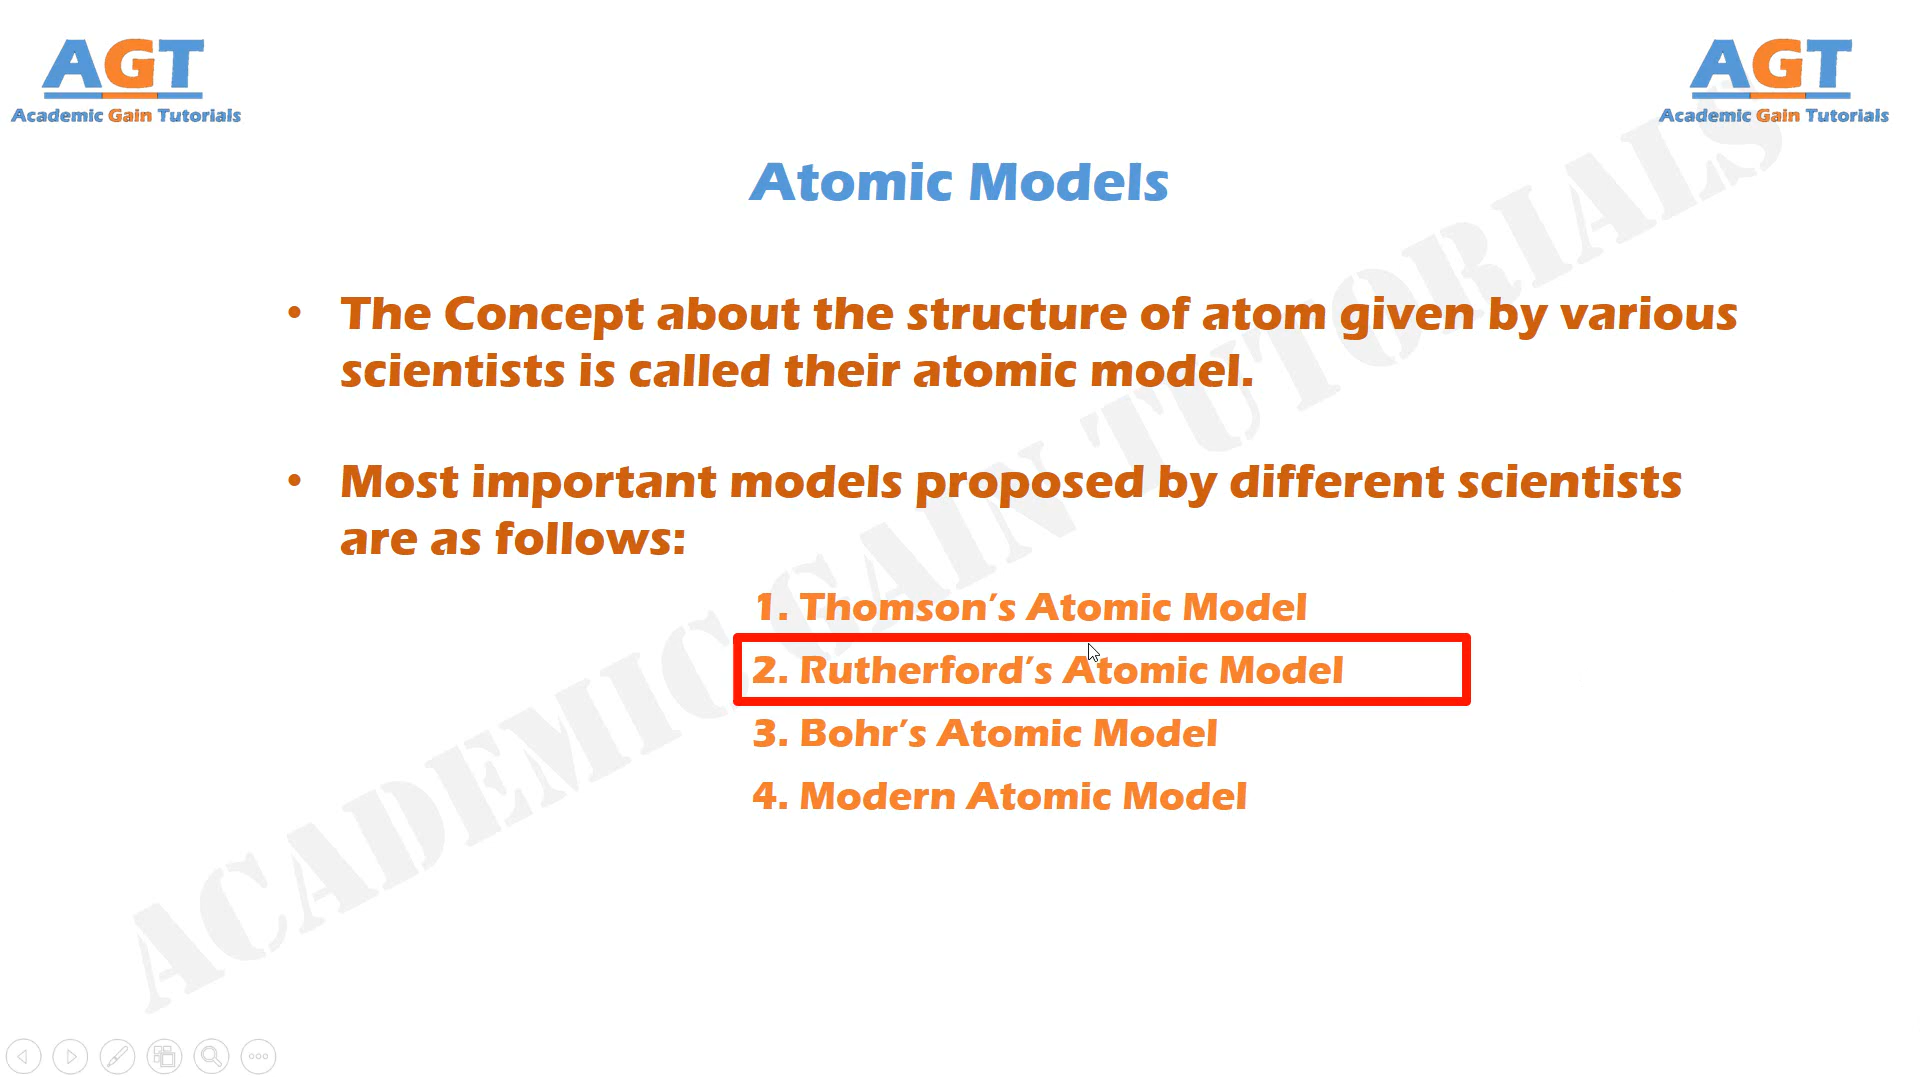 AGT
Academic Gain Tutorials
AGT
Academic Gain Tutorials
Atomic Models
• The Concept about the structure of atom given by various
scientists is called their atomic model.
• Most important models proposed by different scientists
are as follows:
1. Thomson's Atomic Model
2. Rutherford's Atomic Model
3. Bohr's Atomic Model
4. Modern Atomic Model
ACADEMIC GAIN TUTORIALS